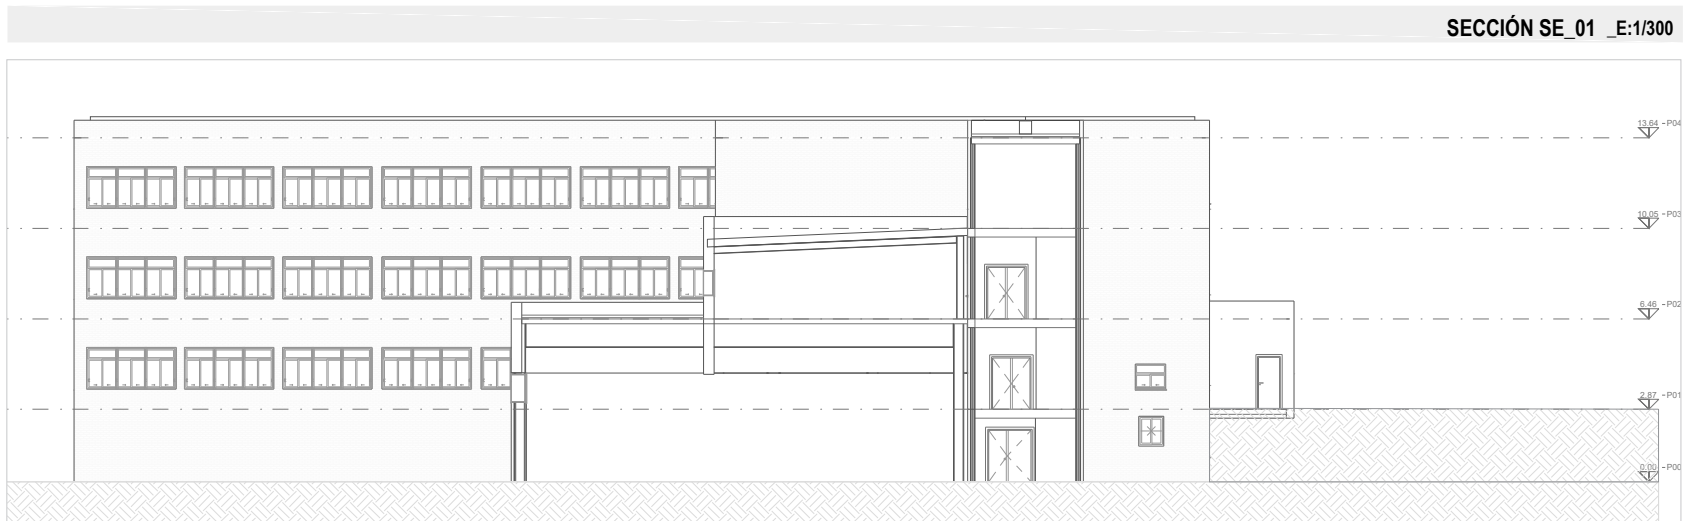 SECCIÓN SE_01 _E:1/300
13.64 - P04
10.05 - P03
6.46 - P02
2.87 - P01
0.00 - P00